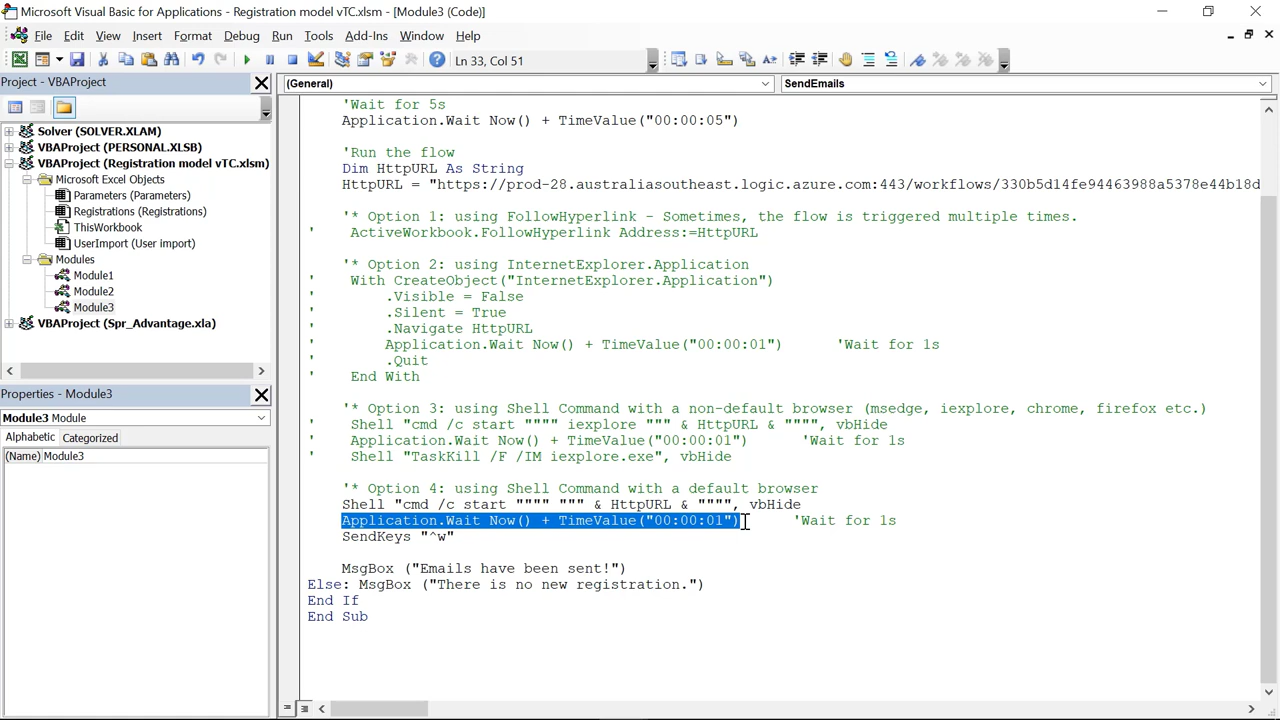 Microsoft Visual Basic for Applications - Registration model vTC.xlsm - [Module3 (Code)]
File Edit View Insert Format Debug Run Tools Add-Ins Window Help
Ln 33, Col 51
Project - VBAProject
(General)
SendEmails
Solver (SOLVER.XLAM)
VBAProject (PERSONAL.XLSB)
VBAProject (Registration model vTC.xlsm)
Microsoft Excel Objects
Parameters (Parameters)
Registrations (Registrations)
ThisWorkbook
UserImport (User import)
Modules
Module1
Module2
Module3
VBAProject (Spr_Advantage.xla)
Properties - Module3
Module3 Module
Alphabetic Categorized
(Name) Module3
'Wait for 5s
Application.Wait Now() + TimeValue("00:00:05")
'Run the flow
Dim HttpURL As String
HttpURL = "https://prod-28.australiasoutheast.logic.azure.com:443/workflows/330b5d14fe94463988a5378e44b18d
'* Option 1: using FollowHyperlink - Sometimes, the flow is triggered multiple times.
' ActiveWorkbook.FollowHyperlink Address:=HttpURL
'* Option 2: using InternetExplorer.Application
' With CreateObject("InternetExplorer.Application")
' .Visible = False
' .Silent = True
' .Navigate HttpURL
' Application.Wait Now() + TimeValue("00:00:01") 'Wait for 1s
' .Quit
' End With
'* Option 3: using Shell Command with a non-default browser (msedge, iexplore, chrome, firefox etc.)
' Shell "cmd /c start """" iexplore """ & HttpURL & """", vbHide
' Application.Wait Now() + TimeValue("00:00:01") 'Wait for 1s
' Shell "TaskKill /F /IM iexplore.exe", vbHide
'* Option 4: using Shell Command with a default browser
Shell "cmd /c start """" """ & HttpURL & """", vbHide
Application.Wait Now() + TimeValue("00:00:01") 'Wait for 1s
SendKeys "^w"
MsgBox ("Emails have been sent!")
Else: MsgBox ("There is no new registration.")
End If
End Sub